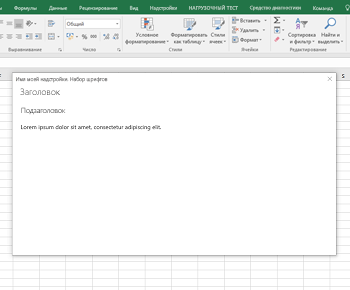 Формулы Данные Рецензирование Вид Надстройки НАГРУЗОЧНЫЙ ТЕСТ Средство диагностики Команда
Общий
Условное форматирование
Форматировать как таблицу
Стили ячеек
Вставить
Удалить
Формат
Сортировка и фильтр
Найти и выделить
Выравнивание Число Стили Ячейки Редактирование
S
Имя моей надстройки: Набор шрифтов
Заголовок
Подзаголовок
Lorem ipsum dolor sit amet, consectetur adipiscing elit.